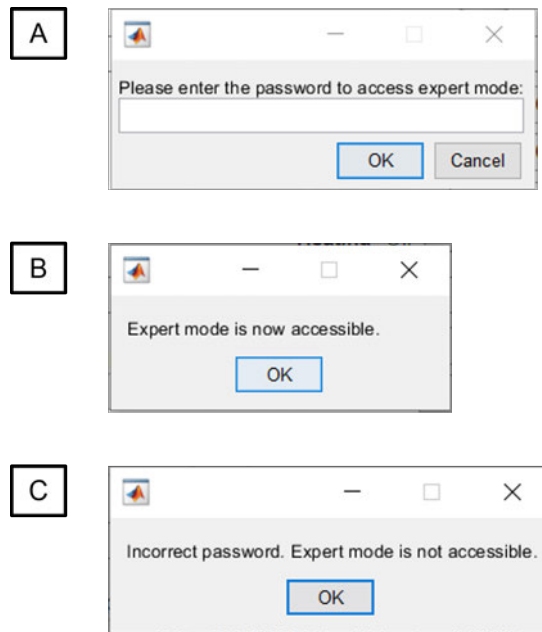 A
Please enter the password to access expert mode:
OK Cancel
B
Expert mode is now accessible.
OK
C
Incorrect password. Expert mode is not accessible.
OK